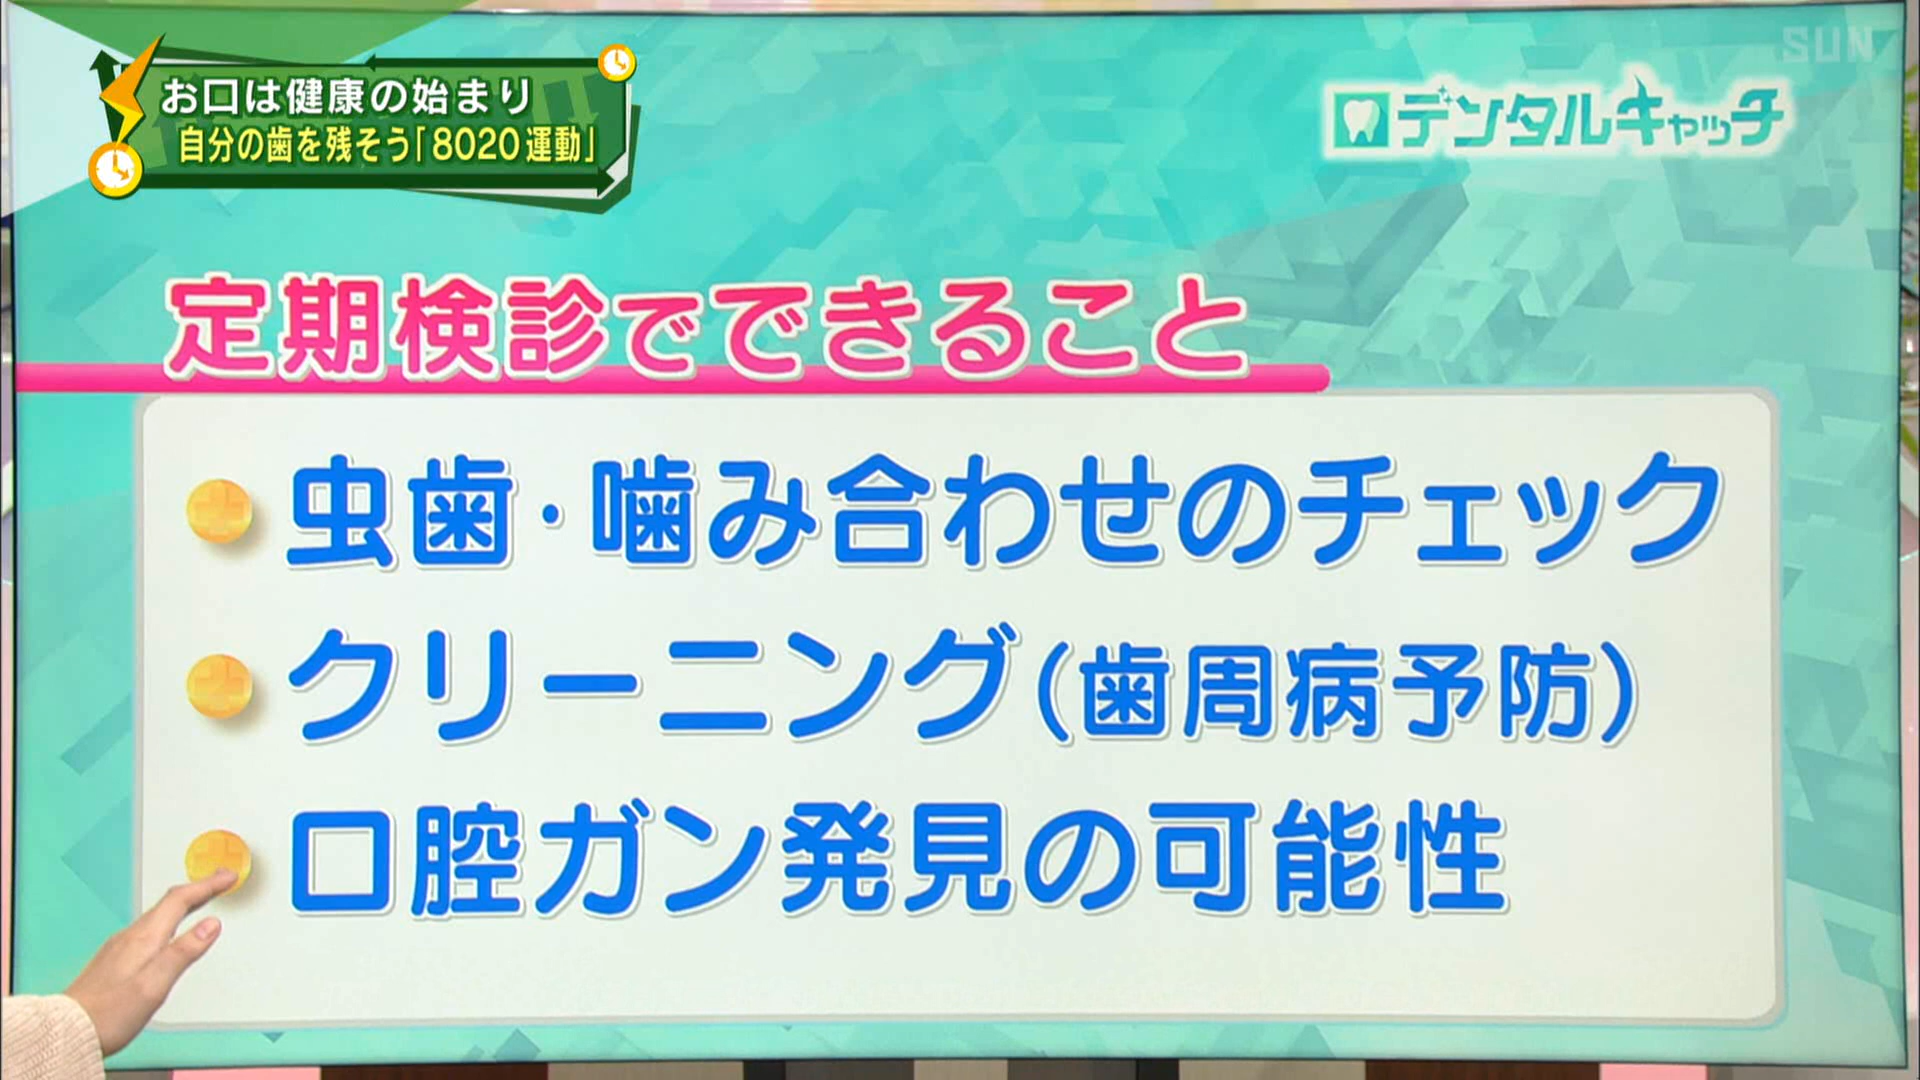 SUN
お口は健康の始まり
自分の歯を残そう「8020運動」
デンタルキャッチ
定期検診でできること
虫歯・噛み合わせのチェック
クリーニング(歯周病予防)
口腔ガン発見の可能性